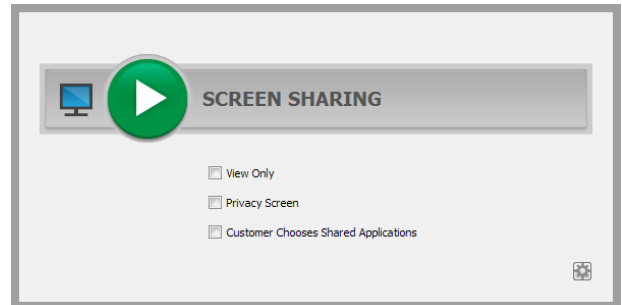 SCREEN SHARING
View Only
Privacy Screen
Customer Chooses Shared Applications